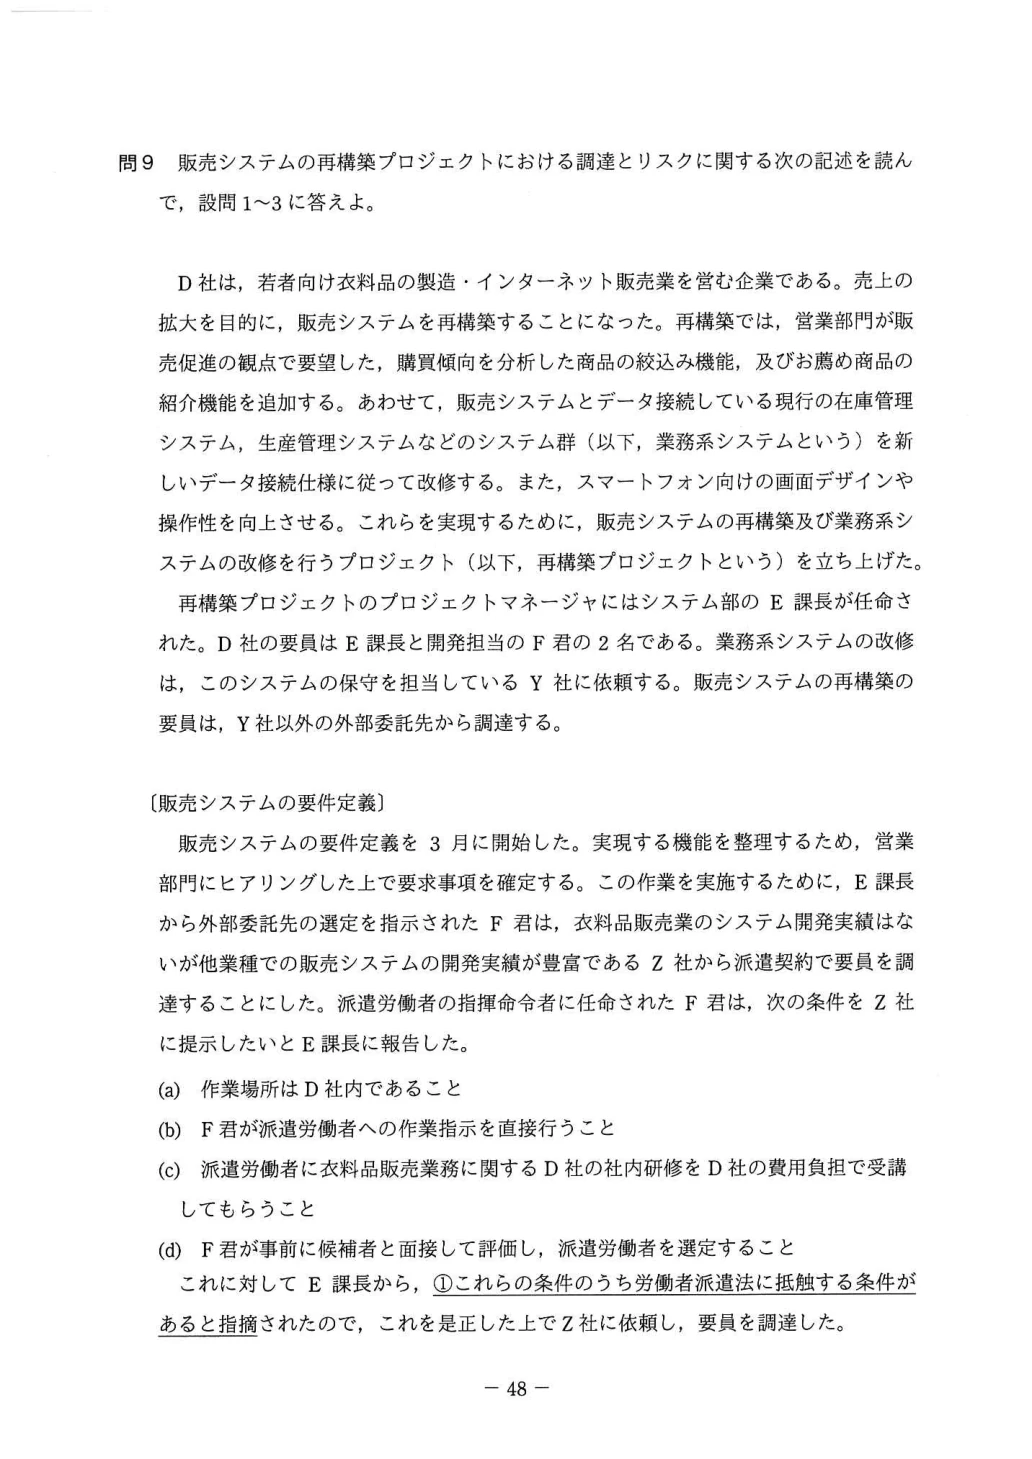 問9 販売システムの再構築プロジェクトにおける調達とリスクに関する次の記述を読ん
で，設問1～3に答えよ。
D社は，若者向け衣料品の製造・インターネット販売業を営む企業である。売上の
拡大を目的に，販売システムを再構築することになった。再構築では，営業部門が販
売促進の観点で要望した，購買傾向を分析した商品の絞込み機能，及びお薦め商品の
紹介機能を追加する。あわせて，販売システムとデータ接続している現行の在庫管理
システム，生産管理システムなどのシステム群（以下，業務系システムという）を新
しいデータ接続仕様に従って改修する。また，スマートフォン向けの画面デザインや
操作性を向上させる。これらを実現するために，販売システムの再構築及び業務系シ
ステムの改修を行うプロジェクト（以下，再構築プロジェクトという）を立ち上げた。
再構築プロジェクトのプロジェクトマネージャにはシステム部の E 課長が任命さ
れた。D 社の要員は E 課長と開発担当の F 君の 2 名である。業務系システムの改修
は，このシステムの保守を担当している Y 社に依頼する。販売システムの再構築の
要員は，Y 社以外の外部委託先から調達する。
〔販売システムの要件定義〕
販売システムの要件定義を 3 月に開始した。実現する機能を整理するため，営業
部門にヒアリングした上で要求事項を確定する。この作業を実施するために，E 課長
から外部委託先の選定を指示された F 君は，衣料品販売業のシステム開発実績はな
いが他業種での販売システムの開発実績が豊富である Z 社から派遣契約で要員を調
達することにした。派遣労働者の指揮命令者に任命された F 君は，次の条件を Z 社
に提示したいと E 課長に報告した。
(a) 作業場所は D 社内であること
(b) F 君が派遣労働者への作業指示を直接行うこと
(c) 派遣労働者に衣料品販売業務に関する D 社の社内研修を D 社の費用負担で受講
してもらうこと
(d) F 君が事前に候補者と面接して評価し，派遣労働者を選定すること
これに対して E 課長から，①これらの条件のうち労働者派遣法に抵触する条件が
あると指摘されたので，これを是正した上で Z 社に依頼し，要員を調達した。
－ 48 －